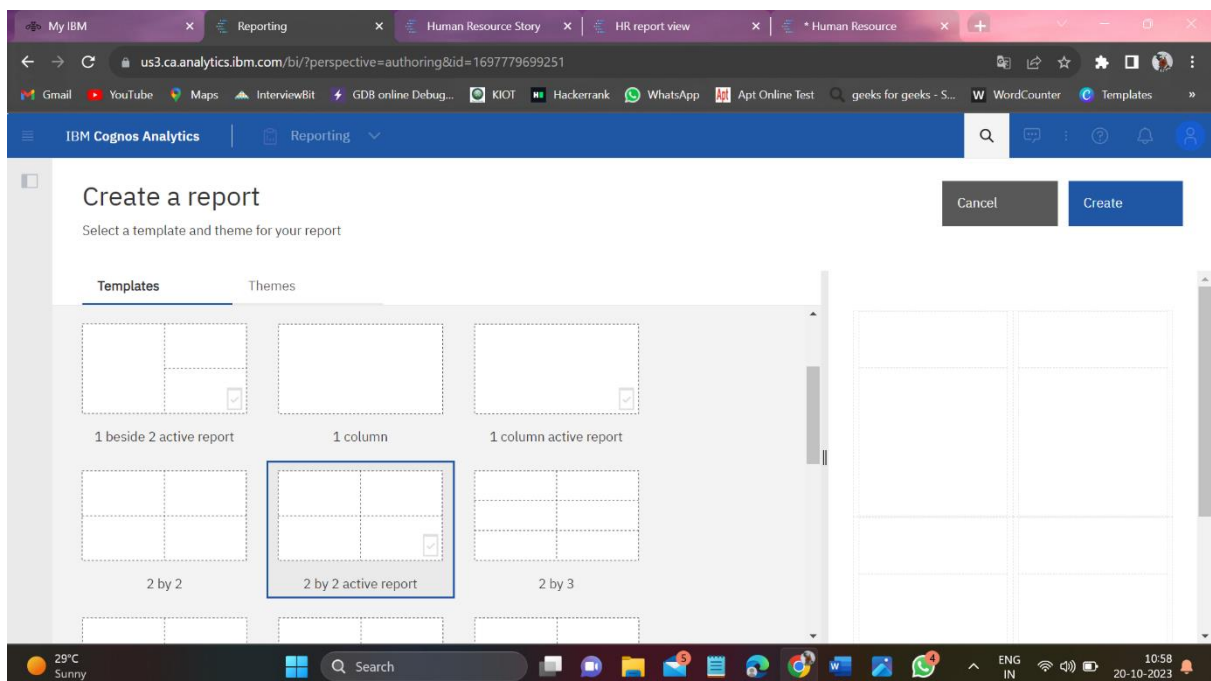 My IBM
Reporting
Human Resource Story
HR report view
* Human Resource
us3.ca.analytics.ibm.com/bi/?perspective=authoring&id=1697779699251
Gmail YouTube Maps InterviewBit GDB online Debug... KIOT Hackerrank WhatsApp Apt Online Test geeks for geeks - S... WordCounter Templates »
IBM Cognos Analytics Reporting
Create a report
Cancel Create
Select a template and theme for your report
Templates Themes
1 beside 2 active report 1 column 1 column active report
2 by 2 2 by 2 active report 2 by 3
29°C
Sunny
Search
5
4
ENG
IN
10:58
20-10-2023